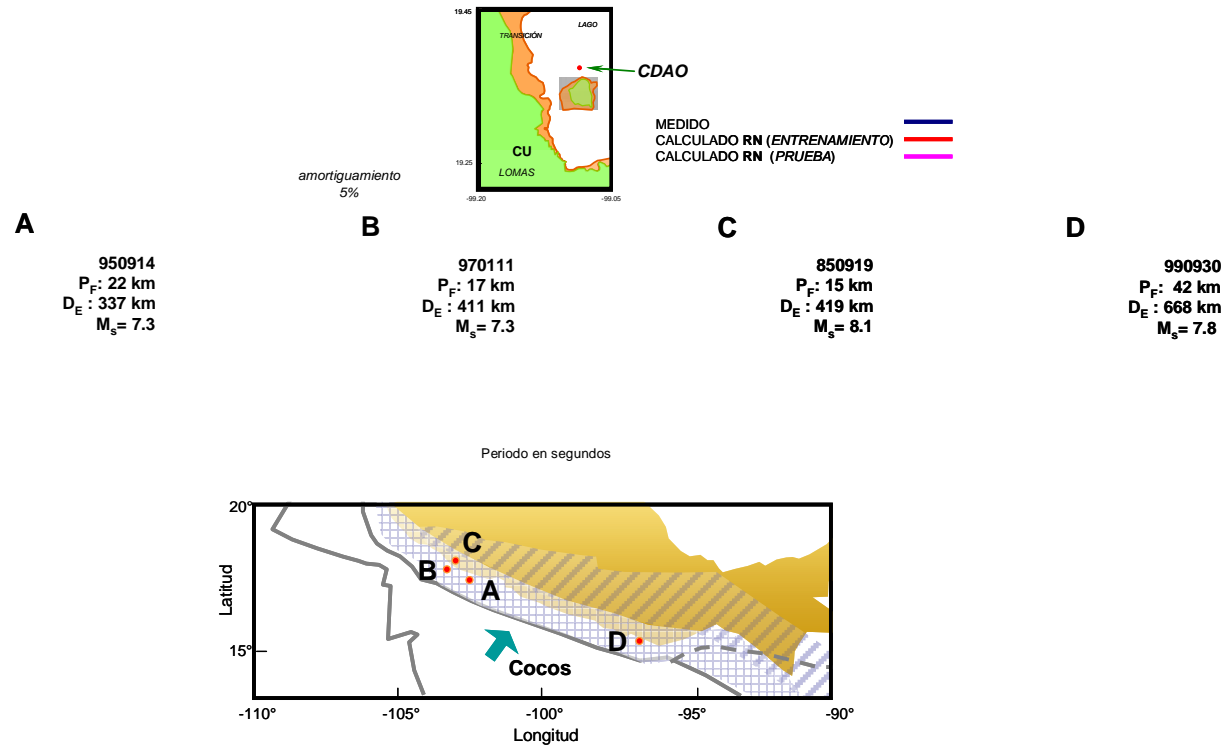 19.45
LAGO
TRANSICIÓN
CDAO
CU
19.25
LOMAS
-99.20
-99.05
MEDIDO
CALCULADO RN (ENTRENAMIENTO)
CALCULADO RN (PRUEBA)
amortiguamiento
5%
A
950914
PF: 22 km
DE : 337 km
Ms= 7.3
B
970111
PF: 17 km
DE : 411 km
Ms= 7.3
C
850919
PF: 15 km
DE : 419 km
Ms= 8.1
D
990930
PF: 42 km
DE : 668 km
Ms= 7.8
Periodo en segundos
20°
15°
Latitud
C
B
A
D
Cocos
-110°
-105°
-100°
-95°
-90°
Longitud